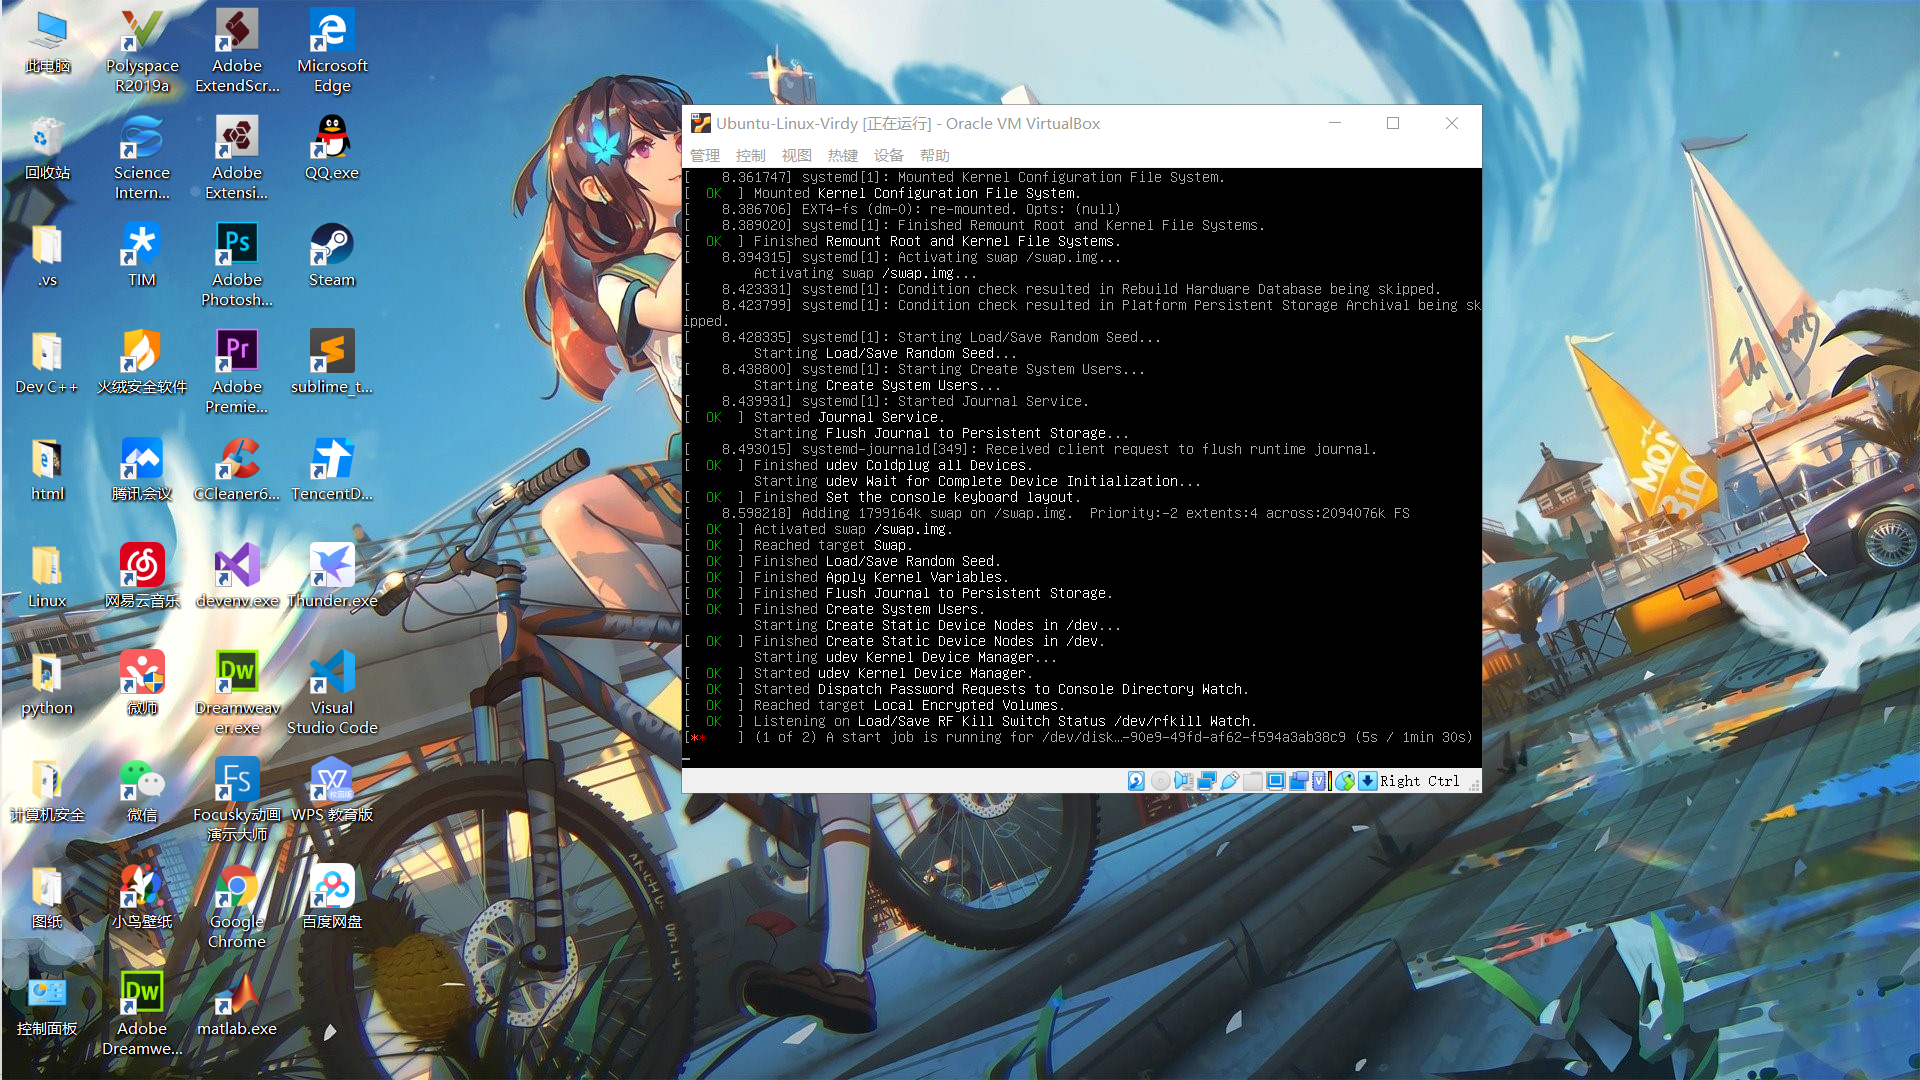 此电脑
Polyspace
R2019a
Adobe
ExtendScr...
Microsoft
Edge
回收站
Science
Intern...
Adobe
Extensi...
QQ.exe
.vs
TIM
Ps
Adobe
Photosh...
Steam
Dev C++
火绒安全软件
Pr
Adobe
Premie...
sublime_t...
html
腾讯会议
CCleaner6...
TencentD...
Linux
网易云音乐
devenv.exe
Thunder.exe
python
微师
Dw
Dreamweav
er.exe
Visual
Studio Code
计算机安全
微信
Fs
Focusky动画
演示大师
WPS 教育版
图纸
小鸟壁纸
Google
Chrome
百度网盘
控制面板
Dw
Adobe
Dreamwe...
matlab.exe
Ubuntu-Linux-Virdy [正在运行] - Oracle VM VirtualBox
管理 控制 视图 热键 设备 帮助
[    8.361747] systemd[1]: Mounted Kernel Configuration File System.
[  OK  ] Mounted Kernel Configuration File System.
[    8.386706] EXT4-fs (dm-0): re-mounted. Opts: (null)
[    8.389020] systemd[1]: Finished Remount Root and Kernel File Systems.
[  OK  ] Finished Remount Root and Kernel File Systems.
[    8.394315] systemd[1]: Activating swap /swap.img...
Activating swap /swap.img...
[    8.423331] systemd[1]: Condition check resulted in Rebuild Hardware Database being skipped.
[    8.423799] systemd[1]: Condition check resulted in Platform Persistent Storage Archival being sk
ipped.
[    8.428335] systemd[1]: Starting Load/Save Random Seed...
Starting Load/Save Random Seed...
[    8.438800] systemd[1]: Starting Create System Users...
Starting Create System Users...
[    8.439931] systemd[1]: Started Journal Service.
[  OK  ] Started Journal Service.
Starting Flush Journal to Persistent Storage...
[    8.493015] systemd-journald[349]: Received client request to flush runtime journal.
[  OK  ] Finished udev Coldplug all Devices.
Starting udev Wait for Complete Device Initialization...
[  OK  ] Finished Set the console keyboard layout.
[    8.598218] Adding 1799164k swap on /swap.img.  Priority:-2 extents:4 across:2094076k FS
[  OK  ] Activated swap /swap.img.
[  OK  ] Reached target Swap.
[  OK  ] Finished Load/Save Random Seed.
[  OK  ] Finished Apply Kernel Variables.
[  OK  ] Finished Flush Journal to Persistent Storage.
[  OK  ] Finished Create System Users.
Starting Create Static Device Nodes in /dev...
[  OK  ] Finished Create Static Device Nodes in /dev.
Starting udev Kernel Device Manager...
[  OK  ] Started udev Kernel Device Manager.
[  OK  ] Started Dispatch Password Requests to Console Directory Watch.
[  OK  ] Reached target Local Encrypted Volumes.
[  OK  ] Listening on Load/Save RF Kill Switch Status /dev/rfkill Watch.
[**    ] (1 of 2) A start job is running for /dev/disk…-90e9-49fd-af62-f594a3ab38c9 (5s / 1min 30s)
Right Ctrl